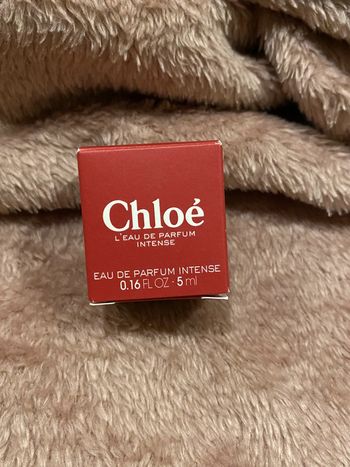 Chloé
L'EAU DE PARFUM
INTENSE
EAU DE PARFUM INTENSE
0.16 FL OZ - 5 ml